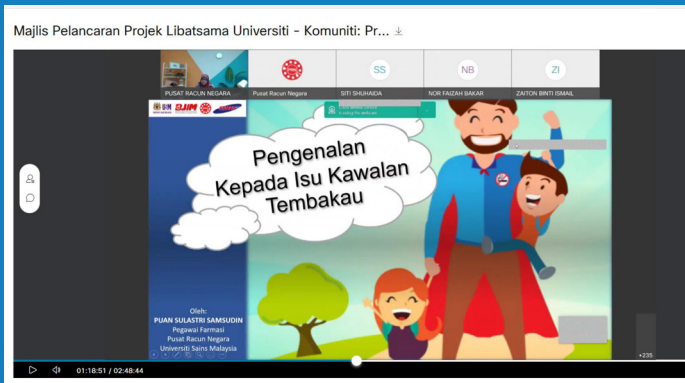 Majlis Pelancaran Projek Libatsama Universiti - Komuniti: Pr...
PUSAT RACUN NEGARA
Pusat Racun Negara
SS
SITI SHUHAIDA
NB
NOR FAIZAH BAKAR
ZI
ZAITON BINTI ISMAIL
Pengenalan
Kepada Isu Kawalan
Tembakau
Oleh:
PUAN SULASTRI SAMSUDIN
Pegawai Farmasi
Pusat Racun Negara
Universiti Sains Malaysia
+235
01:18:51 / 02:48:44